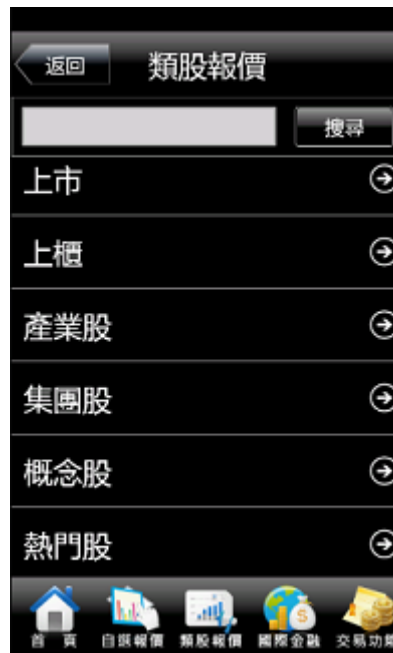 返回 類股報價
搜尋
上市
上櫃
產業股
集團股
概念股
熱門股
首頁 自選報價 類股報價 國際金融 交易功能